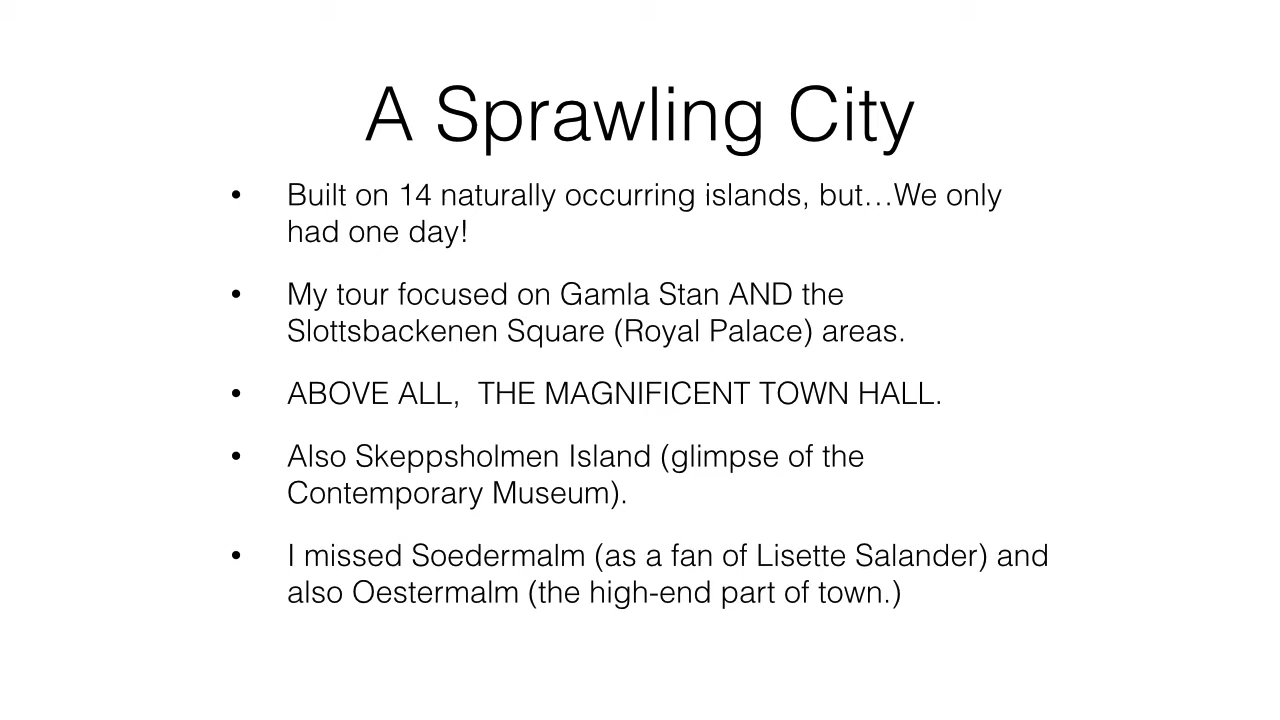 A Sprawling City
• Built on 14 naturally occurring islands, but…We only
had one day!
• My tour focused on Gamla Stan AND the
Slottsbackenen Square (Royal Palace) areas.
• ABOVE ALL,  THE MAGNIFICENT TOWN HALL.
• Also Skeppsholmen Island (glimpse of the
Contemporary Museum).
• I missed Soedermalm (as a fan of Lisette Salander) and
also Oestermalm (the high-end part of town.)